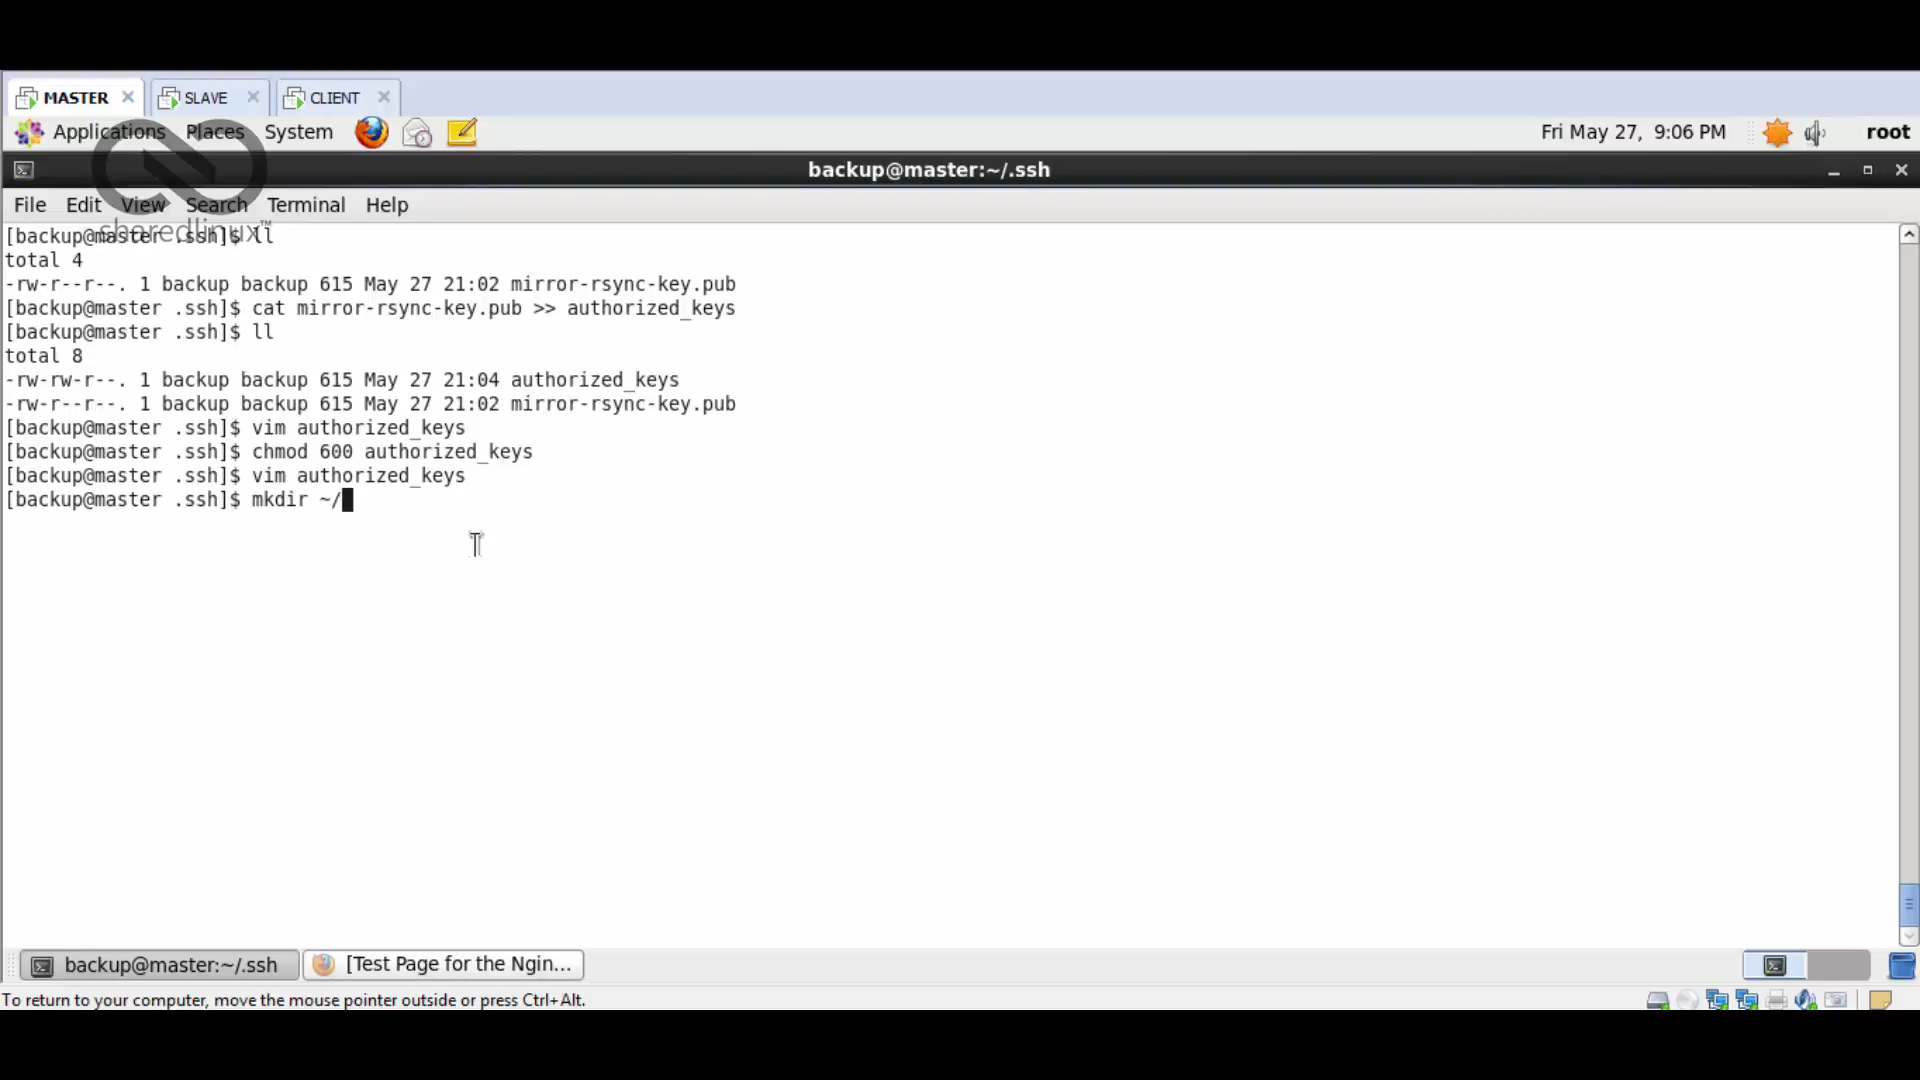 MASTER SLAVE CLIENT
Applications Places System Fri May 27, 9:06 PM root
backup@master:~/.ssh
File Edit View Search Terminal Help
sharedlinux™
[backup@master .ssh]$ ll
total 4
-rw-r--r--. 1 backup backup 615 May 27 21:02 mirror-rsync-key.pub
[backup@master .ssh]$ cat mirror-rsync-key.pub >> authorized_keys
[backup@master .ssh]$ ll
total 8
-rw-rw-r--. 1 backup backup 615 May 27 21:04 authorized_keys
-rw-r--r--. 1 backup backup 615 May 27 21:02 mirror-rsync-key.pub
[backup@master .ssh]$ vim authorized_keys
[backup@master .ssh]$ chmod 600 authorized_keys
[backup@master .ssh]$ vim authorized_keys
[backup@master .ssh]$ mkdir ~/
backup@master:~/.ssh [Test Page for the Ngin...
To return to your computer, move the mouse pointer outside or press Ctrl+Alt.